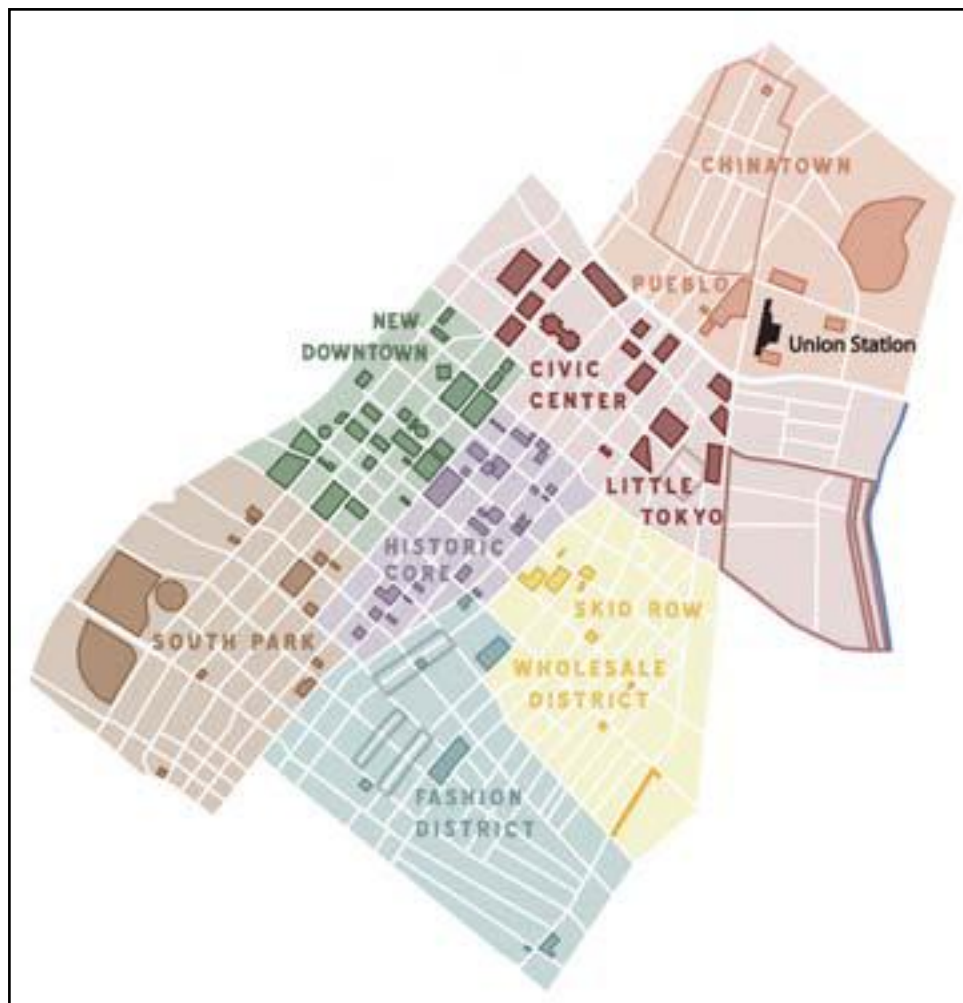 CHINATOWN
PUEBLO
Union Station
NEW
DOWNTOWN
CIVIC
CENTER
LITTLE
TOKYO
HISTORIC
CORE
SKID ROW
SOUTH PARK
WHOLESALE
DISTRICT
FASHION
DISTRICT